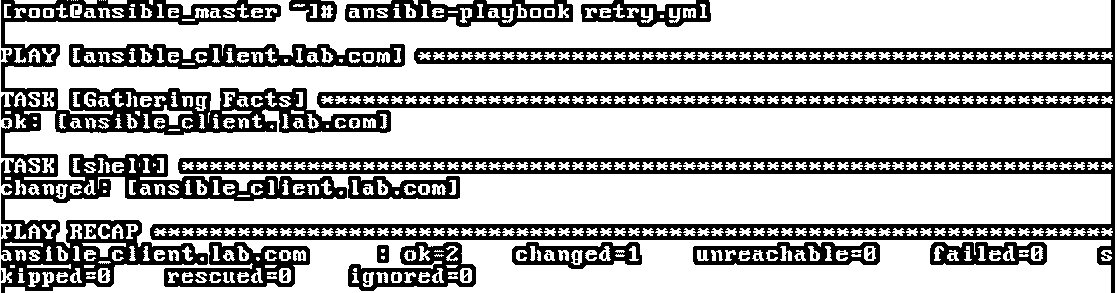 [root@ansible_master ~]# ansible-playbook retry.yml
PLAY [ansible_client.lab.com] **************************************************
TASK [Gathering Facts] *********************************************************
ok: [ansible_client.lab.com]
TASK [shell] *******************************************************************
changed: [ansible_client.lab.com]
PLAY RECAP *********************************************************************
ansible_client.lab.com     : ok=2    changed=1    unreachable=0    failed=0    s
kipped=0    rescued=0    ignored=0